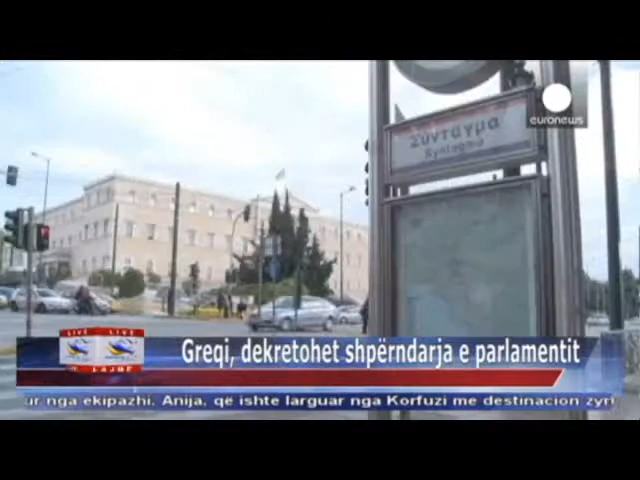 euronews
Σύνταγμα
Syntagma
LIVE LIVE
LAJME
Greqi, dekretohet shpërndarja e parlamentit
nga ekipazhi. Anija, që ishte larguar nga Korfuzi me destinacion